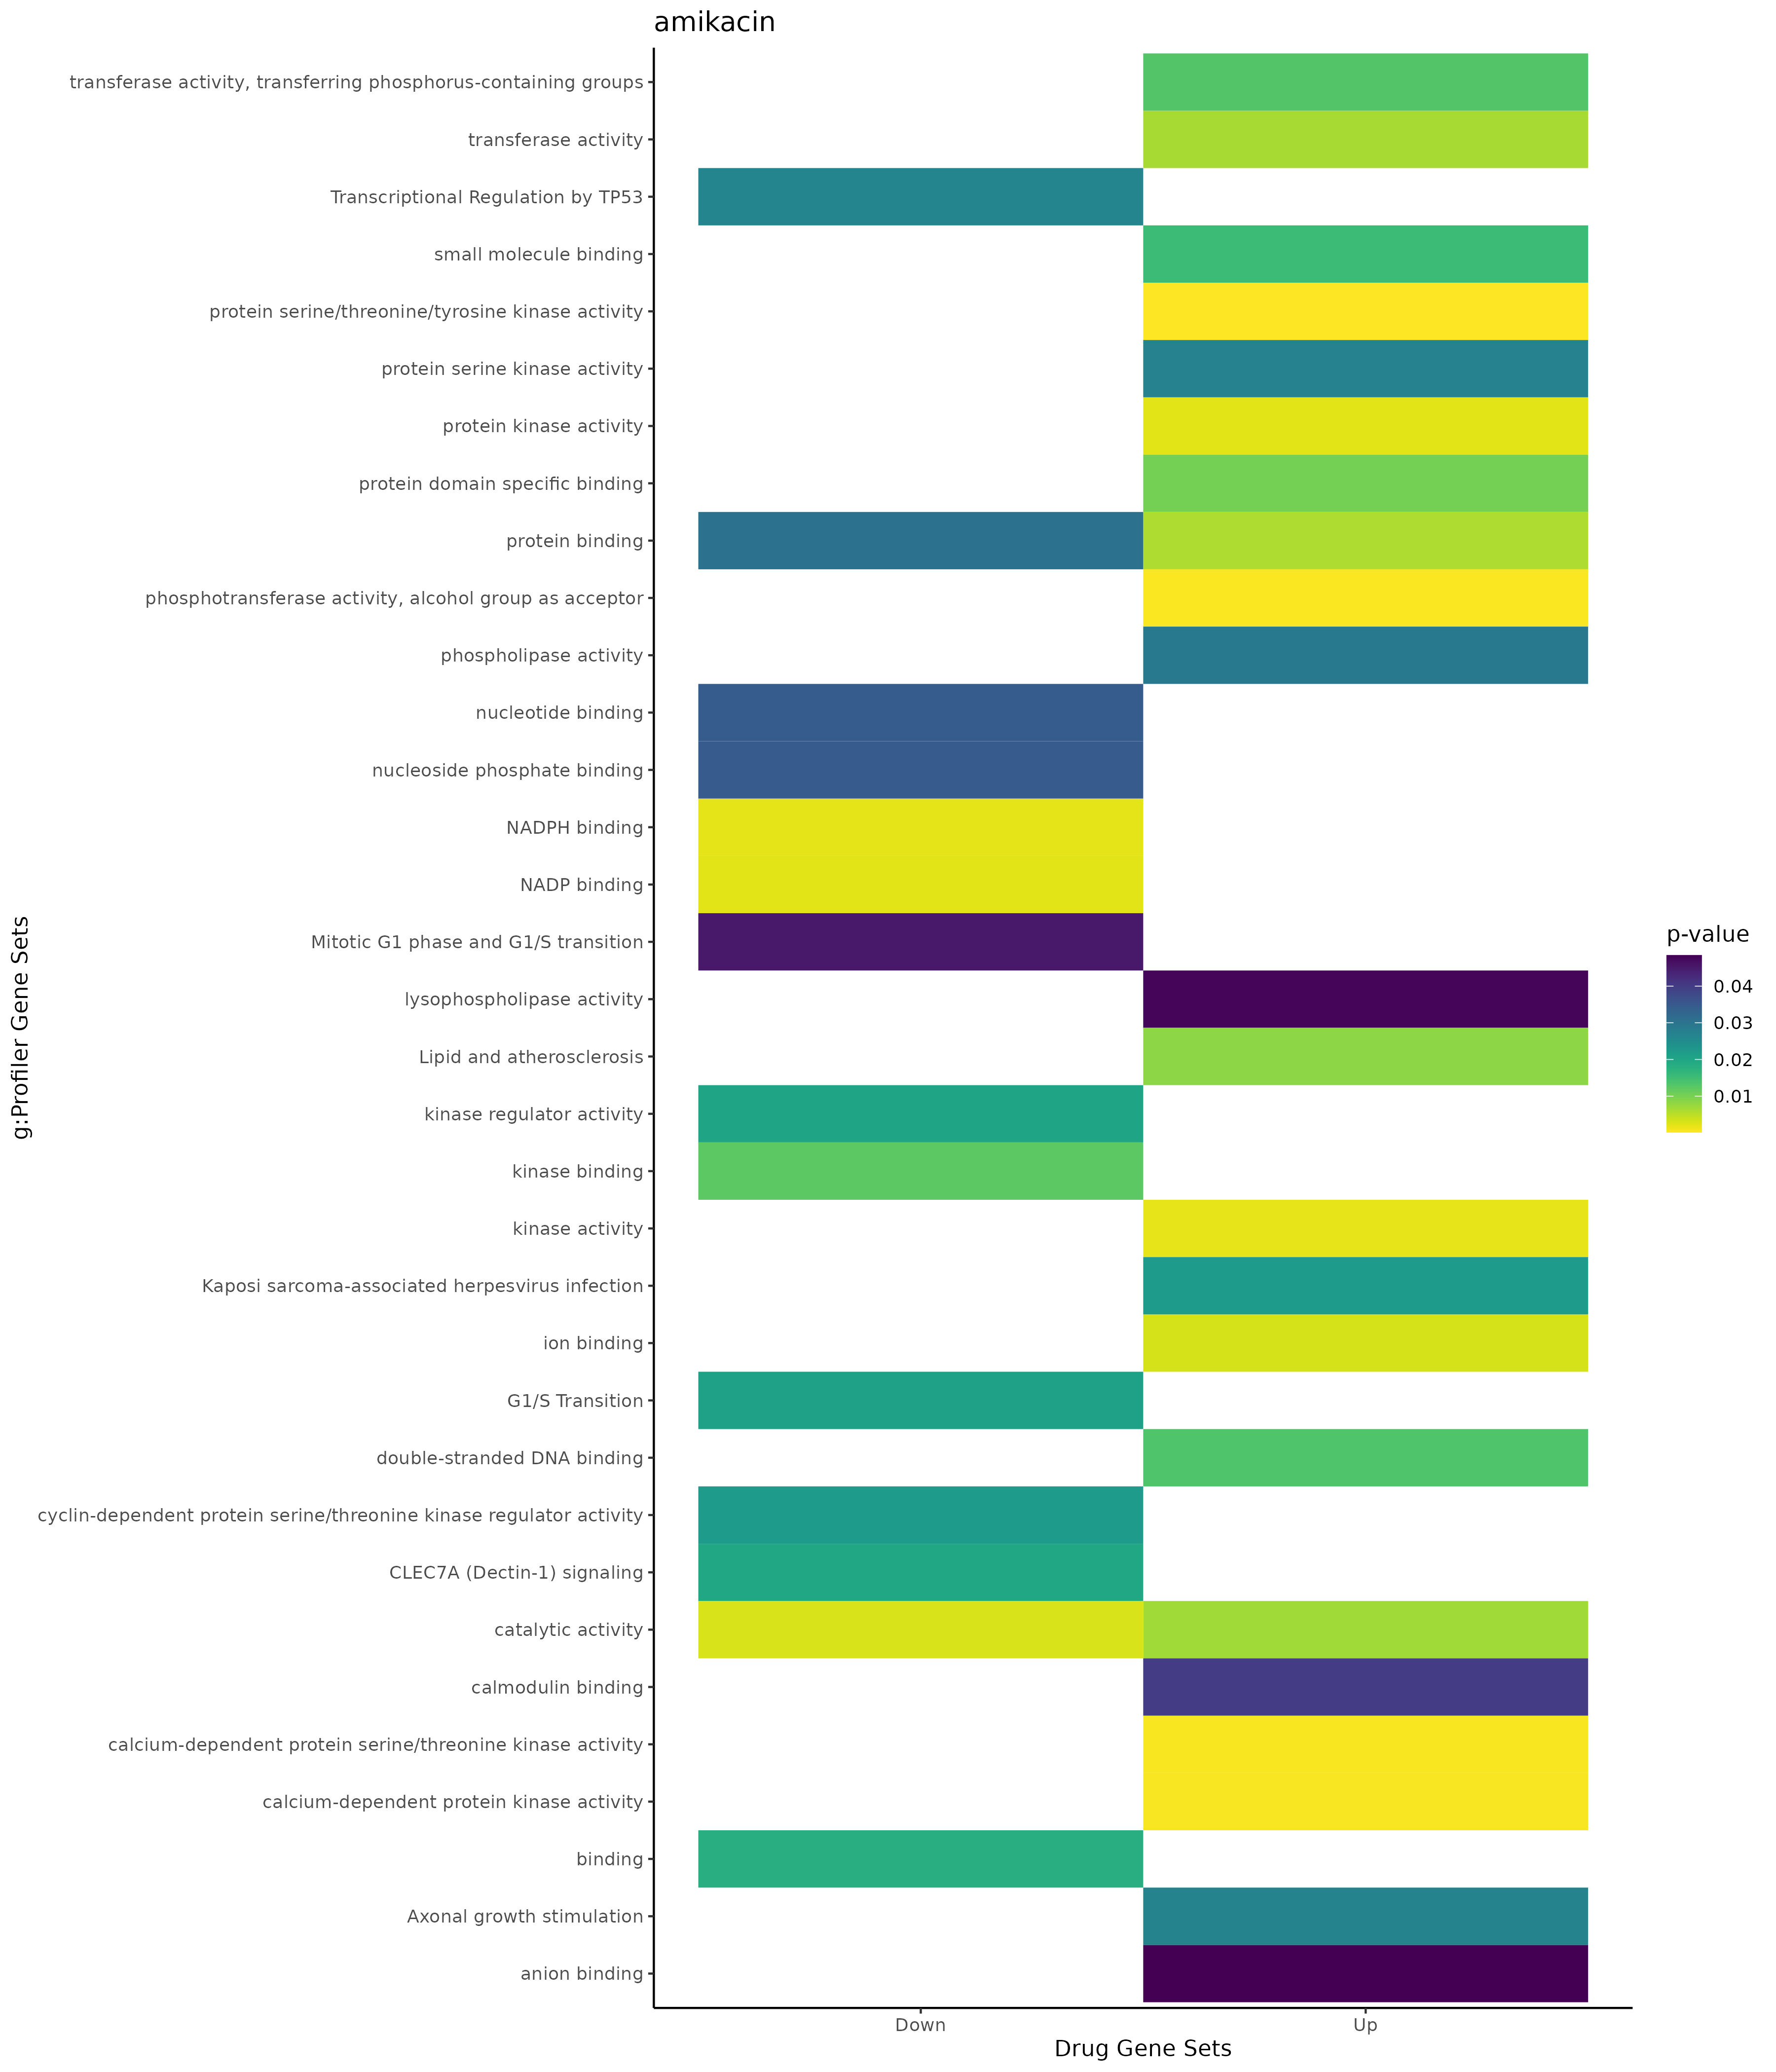 amikacin
transferase activity, transferring phosphorus-containing groups
transferase activity
Transcriptional Regulation by TP53
small molecule binding
protein serine/threonine/tyrosine kinase activity
protein serine kinase activity
protein kinase activity
protein domain specific binding
protein binding
phosphotransferase activity, alcohol group as acceptor
phospholipase activity
nucleotide binding
nucleoside phosphate binding
NADPH binding
NADP binding
Mitotic G1 phase and G1/S transition
lysophospholipase activity
Lipid and atherosclerosis
kinase regulator activity
kinase binding
kinase activity
Kaposi sarcoma-associated herpesvirus infection
ion binding
G1/S Transition
double-stranded DNA binding
cyclin-dependent protein serine/threonine kinase regulator activity
CLEC7A (Dectin-1) signaling
catalytic activity
calmodulin binding
calcium-dependent protein serine/threonine kinase activity
calcium-dependent protein kinase activity
binding
Axonal growth stimulation
anion binding
g:Profiler Gene Sets
Down
Up
Drug Gene Sets
p-value
0.04
0.03
0.02
0.01